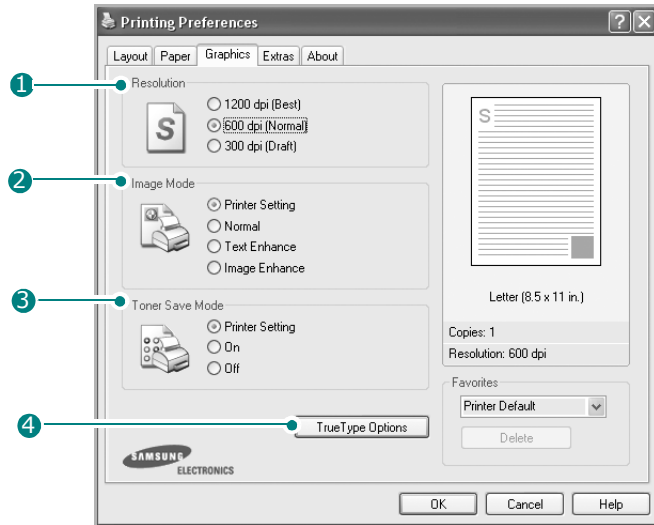 Printing Preferences
Layout Paper Graphics Extras About
1
Resolution
1200 dpi (Best)
600 dpi (Normal)
300 dpi (Draft)
S
2
Image Mode
Printer Setting
Normal
Text Enhance
Image Enhance
3
Toner Save Mode
Printer Setting
On
Off
4
TrueType Options
SAMSUNG
ELECTRONICS
S
Letter (8.5 x 11 in.)
Copies: 1
Resolution: 600 dpi
Favorites
Printer Default
Delete
OK Cancel Help